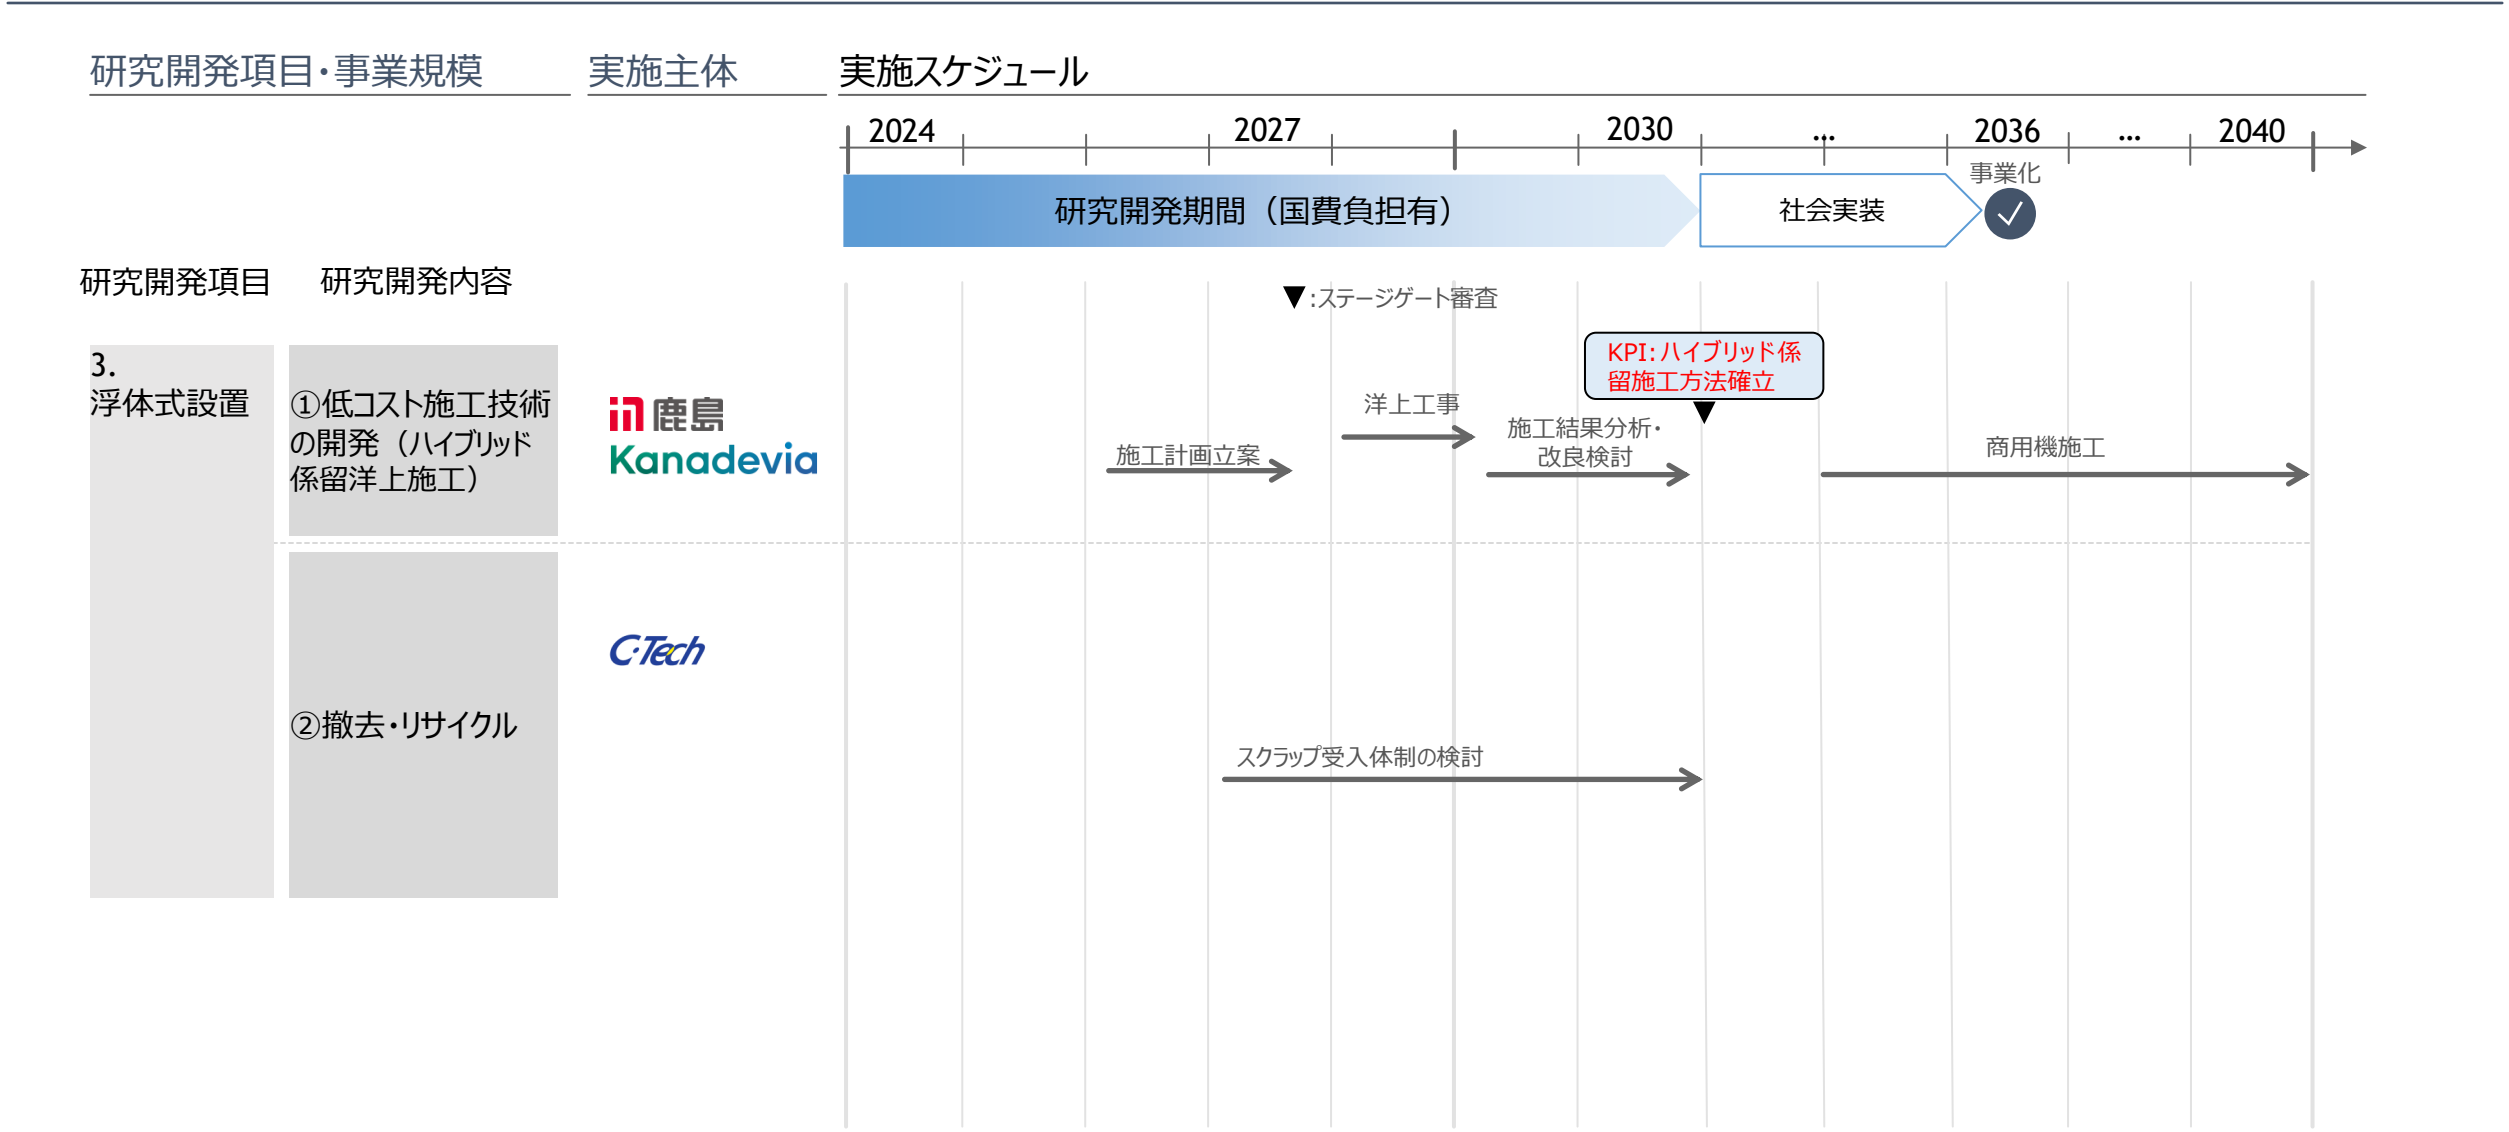 研究開発項目・事業規模
実施主体
実施スケジュール
2024
2027
2030
…
2036
…
2040
事業化
研究開発期間（国費負担有）
社会実装
研究開発項目
研究開発内容
▼：ステージゲート審査
3.
浮体式設置
①低コスト施工技術
の開発（ハイブリッド
係留洋上施工）
鹿島
Kanadevia
施工計画立案
洋上工事
施工結果分析・
改良検討
KPI：ハイブリッド係
留施工方法確立
商用機施工
②撤去・リサイクル
C-Tech
スクラップ受入体制の検討